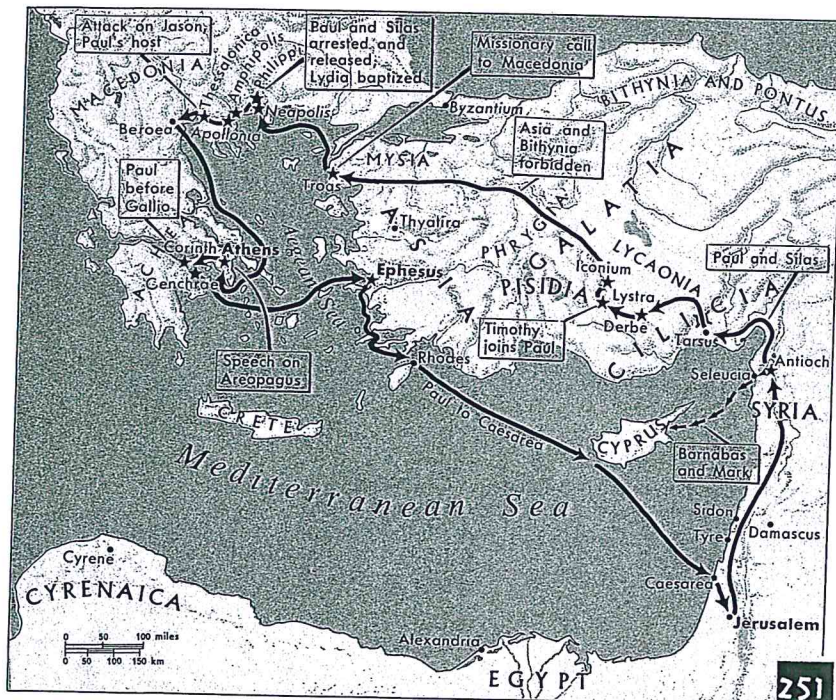 Attack on Jason,
Paul's host
Paul and Silas
arrested and
released;
Lydia baptized
Missionary call
to Macedonia
MACEDONIA
Thessalonica
Amphipolis
Philippi
Neapolis
Apollonia
Beroea
Byzantium
BITHYNIA AND PONTUS
Asia and
Bithynia
forbidden
MYSIA
Troas
Paul
before
Gallio
Thyatira
ASIA
PHRYGIA
GALATIA
LYCAONIA
Paul and Silas
Aegean Sea
ACHAEA
Corinth
Athens
Cenchrae
Ephesus
Iconium
PISIDIA
Lystra
Derbe
CILICIA
Tarsus
Timothy
joins Paul
Speech on
Areopagus
Rhodes
Antioch
Seleucia
SYRIA
CRETE
Paul to Caesarea
CYPRUS
Barnabas
and Mark
Mediterranean Sea
Sidon
Tyre
Damascus
Cyrene
CYRENAICA
Caesarea
Jerusalem
0 50 100 miles
0 50 100 150 km
Alexandria
EGYPT
251